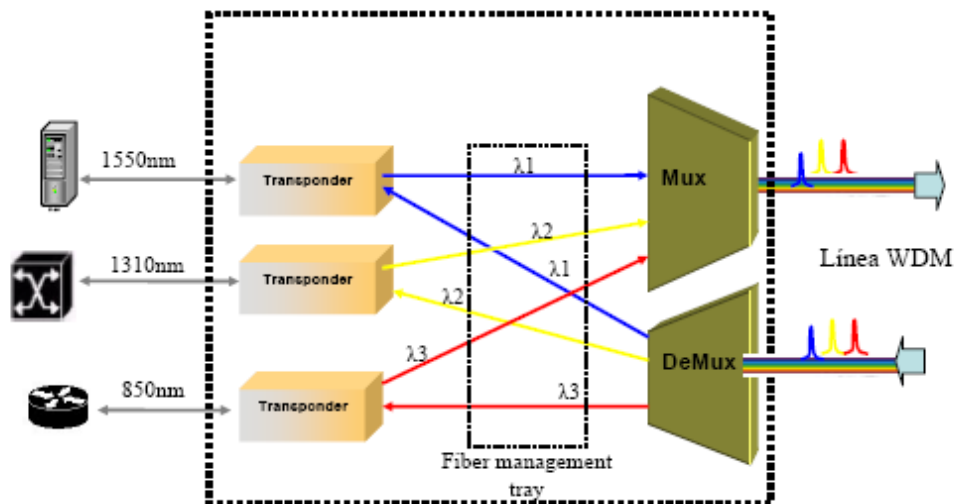 1550nm
Transponder
λ1
Mux
λ2
1310nm
Transponder
λ1
Línea WDM
λ2
λ3
DeMux
850nm
Transponder
λ3
Fiber management
tray